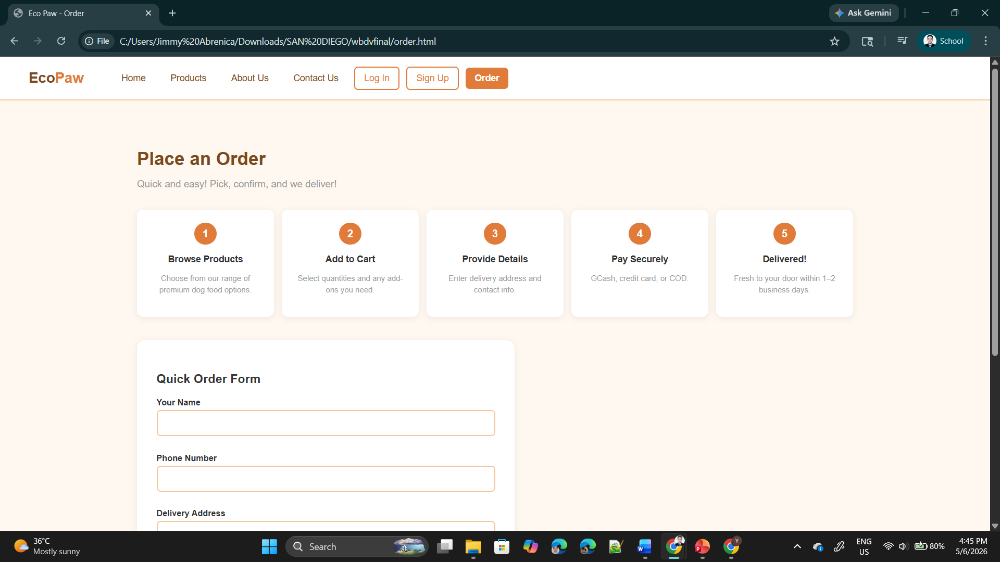 Eco Paw - Order
Ask Gemini
File
C:/Users/Jimmy%20Abrenica/Downloads/SAN%20DIEGO/wbdvfinal/order.html
School
EcoPaw
Home
Products
About Us
Contact Us
Log In
Sign Up
Order
Place an Order
Quick and easy! Pick, confirm, and we deliver!
1
Browse Products
Choose from our range of
premium dog food options.
2
Add to Cart
Select quantities and any add-
ons you need.
3
Provide Details
Enter delivery address and
contact info.
4
Pay Securely
GCash, credit card, or COD.
5
Delivered!
Fresh to your door within 1–2
business days.
Quick Order Form
Your Name
Phone Number
Delivery Address
36°C
Mostly sunny
Search
W
P
Y
ENG
US
80%
4:45 PM
5/6/2026